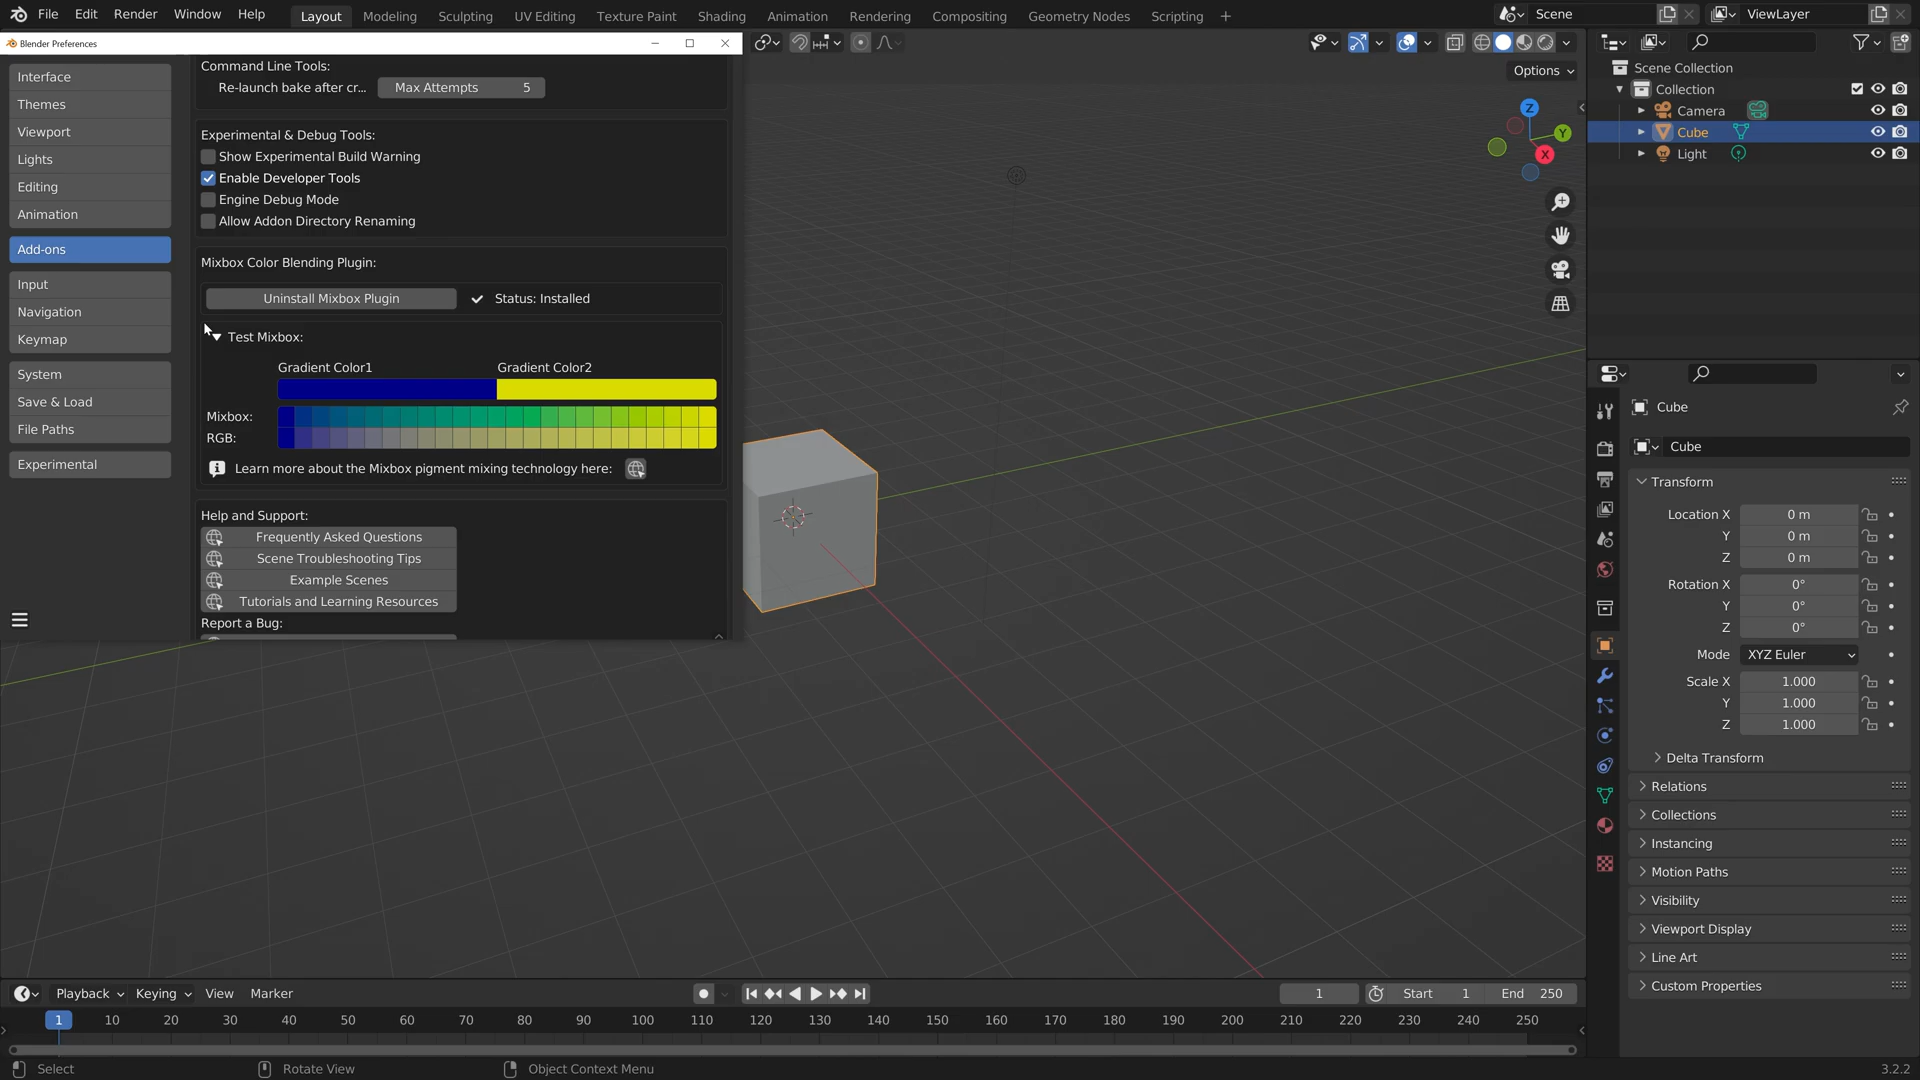 File Edit Render Window Help Layout Modeling Sculpting UV Editing Texture Paint Shading Animation Rendering Compositing Geometry Nodes Scripting + Scene ViewLayer
Blender Preferences
Options
Interface
Themes
Viewport
Lights
Editing
Animation
Add-ons
Input
Navigation
Keymap
System
Save & Load
File Paths
Experimental
Command Line Tools:
Re-launch bake after cr... Max Attempts 5
Experimental & Debug Tools:
Show Experimental Build Warning
Enable Developer Tools
Engine Debug Mode
Allow Addon Directory Renaming
Mixbox Color Blending Plugin:
Uninstall Mixbox Plugin Status: Installed
Test Mixbox:
Gradient Color1 Gradient Color2
Mixbox:
RGB:
Learn more about the Mixbox pigment mixing technology here:
Help and Support:
Frequently Asked Questions
Scene Troubleshooting Tips
Example Scenes
Tutorials and Learning Resources
Report a Bug:
Z
Y
X
Scene Collection
Collection
Camera
Cube
Light
Cube
Cube
Transform
Location X 0 m
Y 0 m
Z 0 m
Rotation X 0°
Y 0°
Z 0°
Mode XYZ Euler
Scale X 1.000
Y 1.000
Z 1.000
Delta Transform
Relations
Collections
Instancing
Motion Paths
Visibility
Viewport Display
Line Art
Custom Properties
Playback Keying View Marker 1 Start 1 End 250
1 10 20 30 40 50 60 70 80 90 100 110 120 130 140 150 160 170 180 190 200 210 220 230 240 250
Select Rotate View Object Context Menu 3.2.2